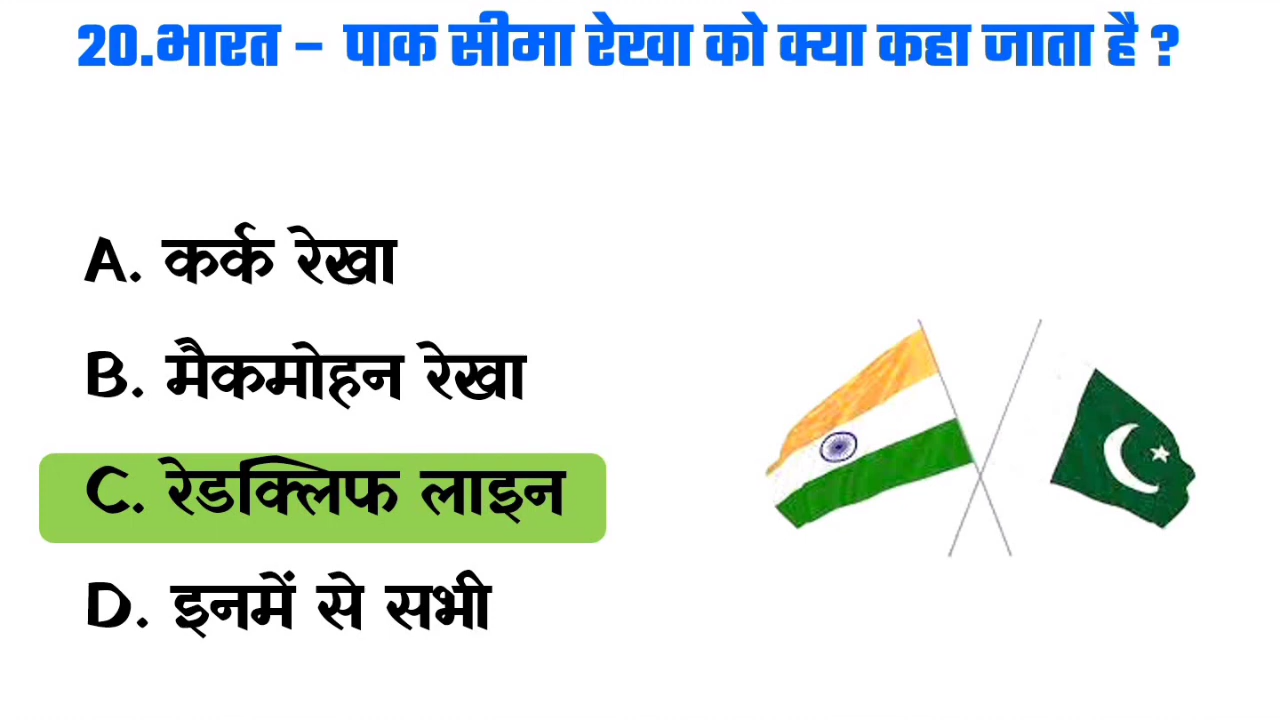 20.भारत - पाक सीमा रेखा को क्या कहा जाता है ?
A. कर्क रेखा
B. मैकमोहन रेखा
C. रेडक्लिफ लाइन
D. इनमें से सभी